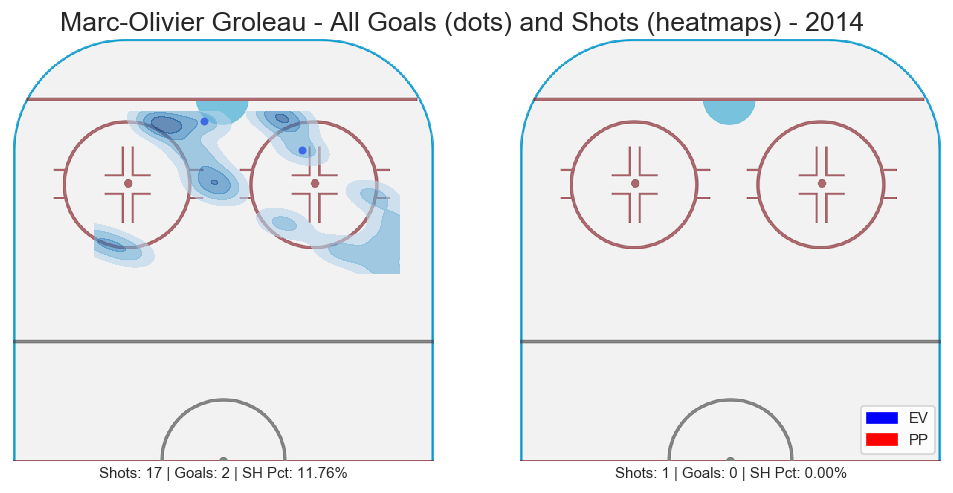 Marc-Olivier Groleau - All Goals (dots) and Shots (heatmaps) - 2014
EV
PP
Shots: 17 | Goals: 2 | SH Pct: 11.76%
Shots: 1 | Goals: 0 | SH Pct: 0.00%